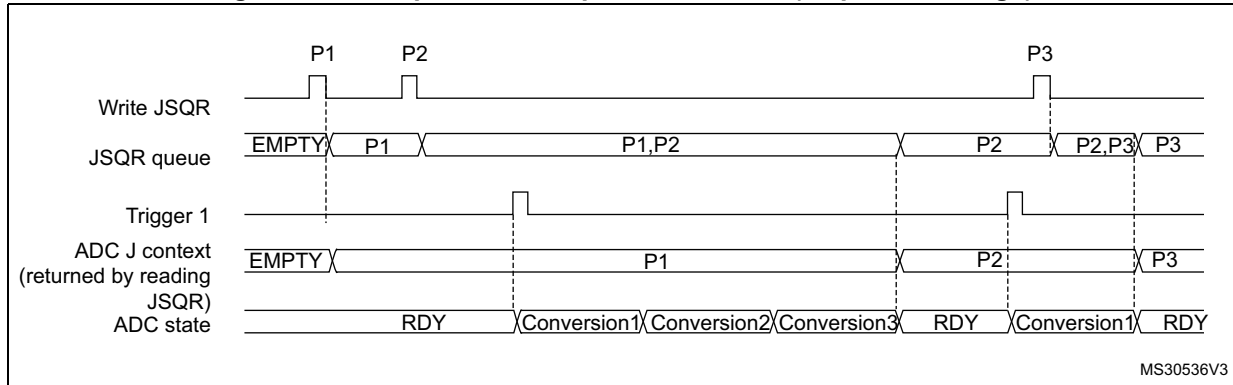 P1 P2 P3
Write JSQR
JSQR queue EMPTY P1 P1,P2 P2 P2,P3 P3
Trigger 1
ADC J context
(returned by reading
JSQR)
EMPTY P1 P2 P3
ADC state RDY Conversion1 Conversion2 Conversion3 RDY Conversion1 RDY
MS30536V3